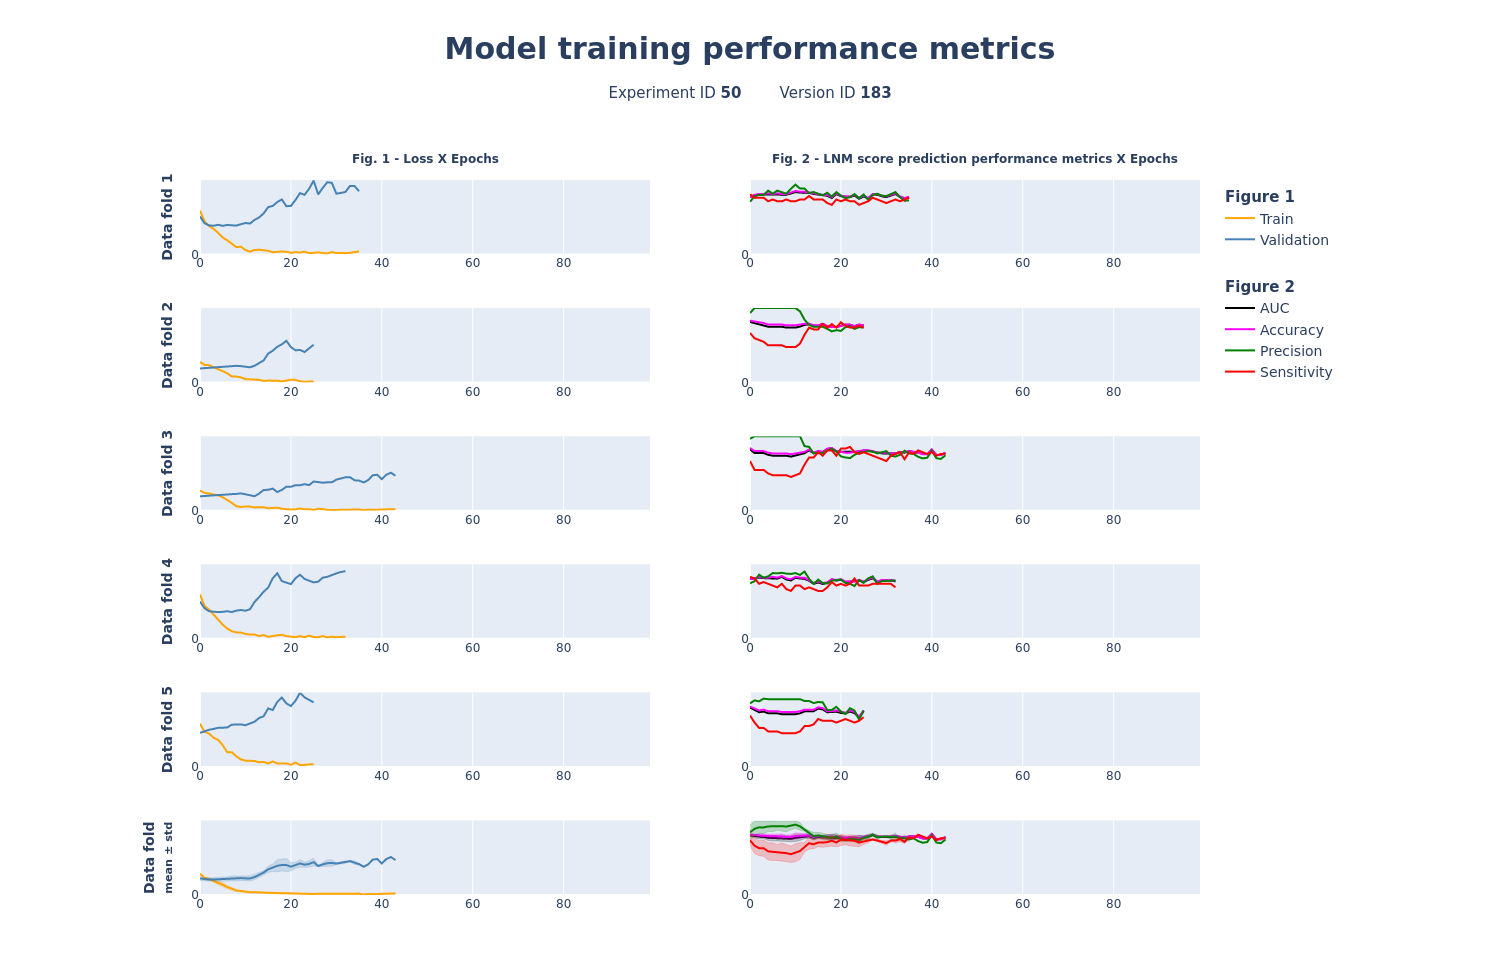 Model training performance metrics
Experiment ID 50 Version ID 183
Fig. 1 - Loss X Epochs
Fig. 2 - LNM score prediction performance metrics X Epochs
Data fold 1
0
0 20 40 60 80
0
0 20 40 60 80
Figure 1
Train
Validation
Figure 2
AUC
Accuracy
Precision
Sensitivity
Data fold 2
0
0 20 40 60 80
0
0 20 40 60 80
Data fold 3
0
0 20 40 60 80
0
0 20 40 60 80
Data fold 4
0
0 20 40 60 80
0
0 20 40 60 80
Data fold 5
0
0 20 40 60 80
0
0 20 40 60 80
Data fold
mean ± std
0
0 20 40 60 80
0
0 20 40 60 80